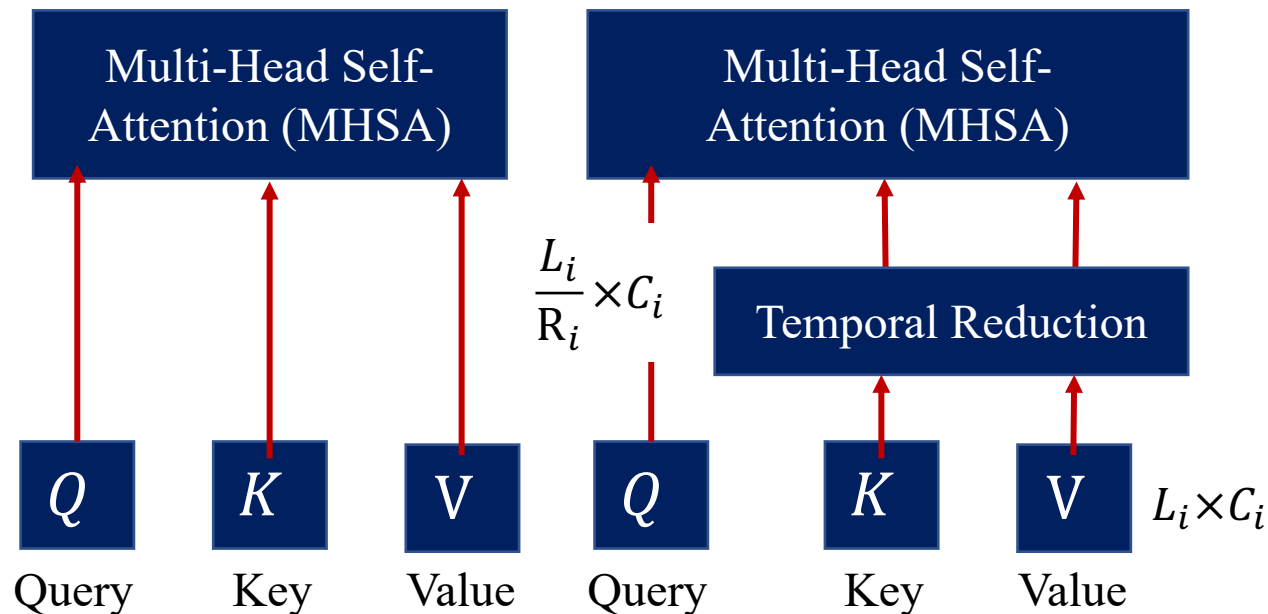 Multi-Head Self-
Attention (MHSA)
Multi-Head Self-
Attention (MHSA)
L_i/R_i × C_i
Temporal Reduction
Q
K
V
Q
K
V
L_i × C_i
Query
Key
Value
Query
Key
Value